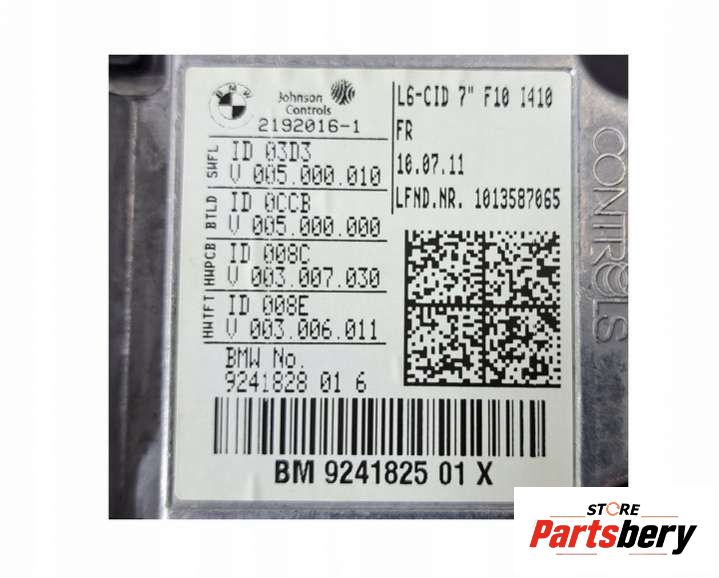 BMW
Johnson
Controls
2192016-1
SWFL
ID 03D3
V 005.000.010
BTLD
ID 0CCB
V 005.000.000
HWPCB
ID 008C
V 003.007.030
HWTFT
ID 008E
V 003.006.011
BMW No.
9241828 01 6
L6-CID 7" F10 I410
FR
10.07.11
LFND.NR. 1013587065
BM 9241825 01 X
CONTROLS
STORE
Partsbery